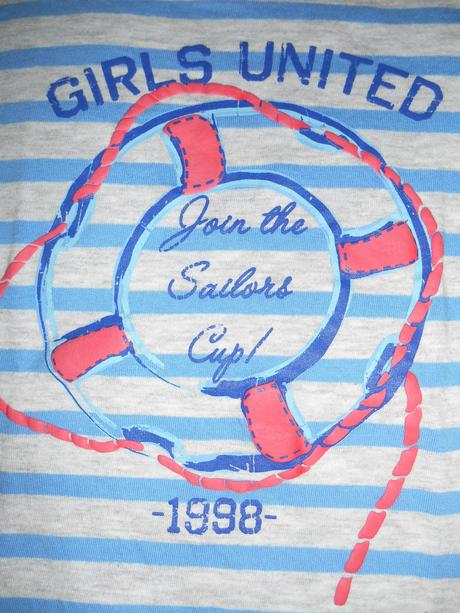 GIRLS UNITED
Join the
Sailors
Cup!
-1998-